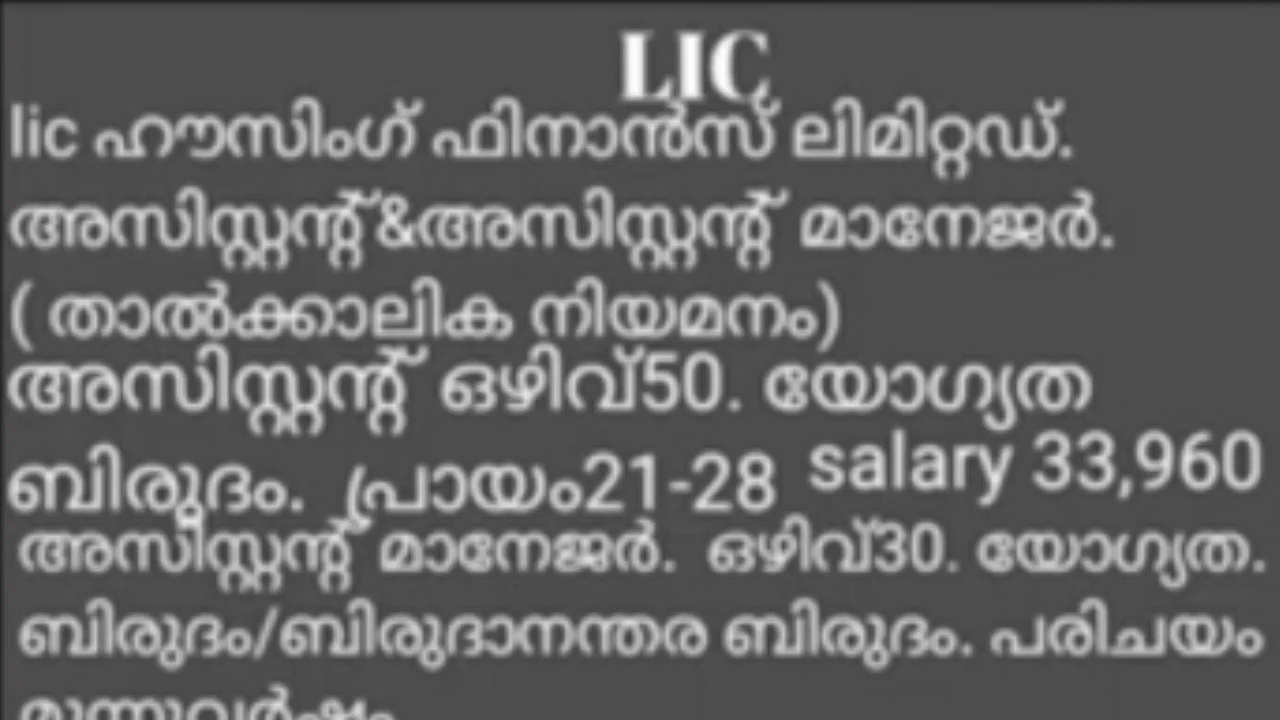 LIC
lic ഹൗസിംഗ് ഫിനാൻസ് ലിമിറ്റഡ്.
അസിസ്റ്റന്റ്&അസിസ്റ്റന്റ് മാനേജർ.
( താൽക്കാലിക നിയമനം)
അസിസ്റ്റന്റ് ഒഴിവ്50. യോഗ്യത
ബിരുദം. പ്രായം21-28 salary 33,960
അസിസ്റ്റന്റ് മാനേജർ. ഒഴിവ്30. യോഗ്യത.
ബിരുദം/ബിരുദാനന്തര ബിരുദം. പരിചയം
മൂന്നുവർഷം